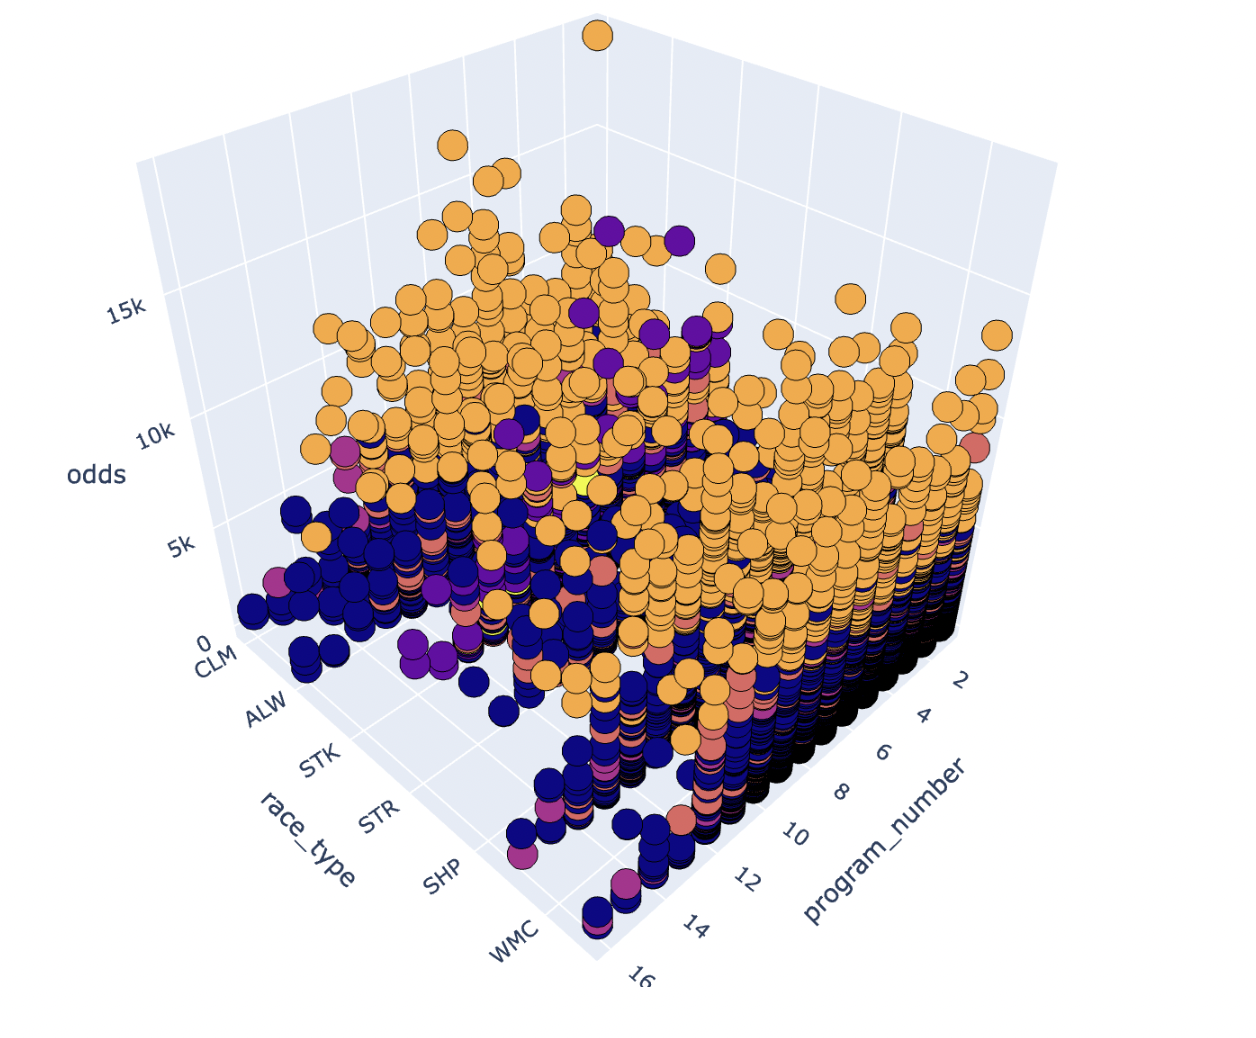 15k
10k
odds
5k
0
CLM
ALW
STK
STR
SHP
WMC
race_type
2
4
6
8
10
12
14
16
program_number